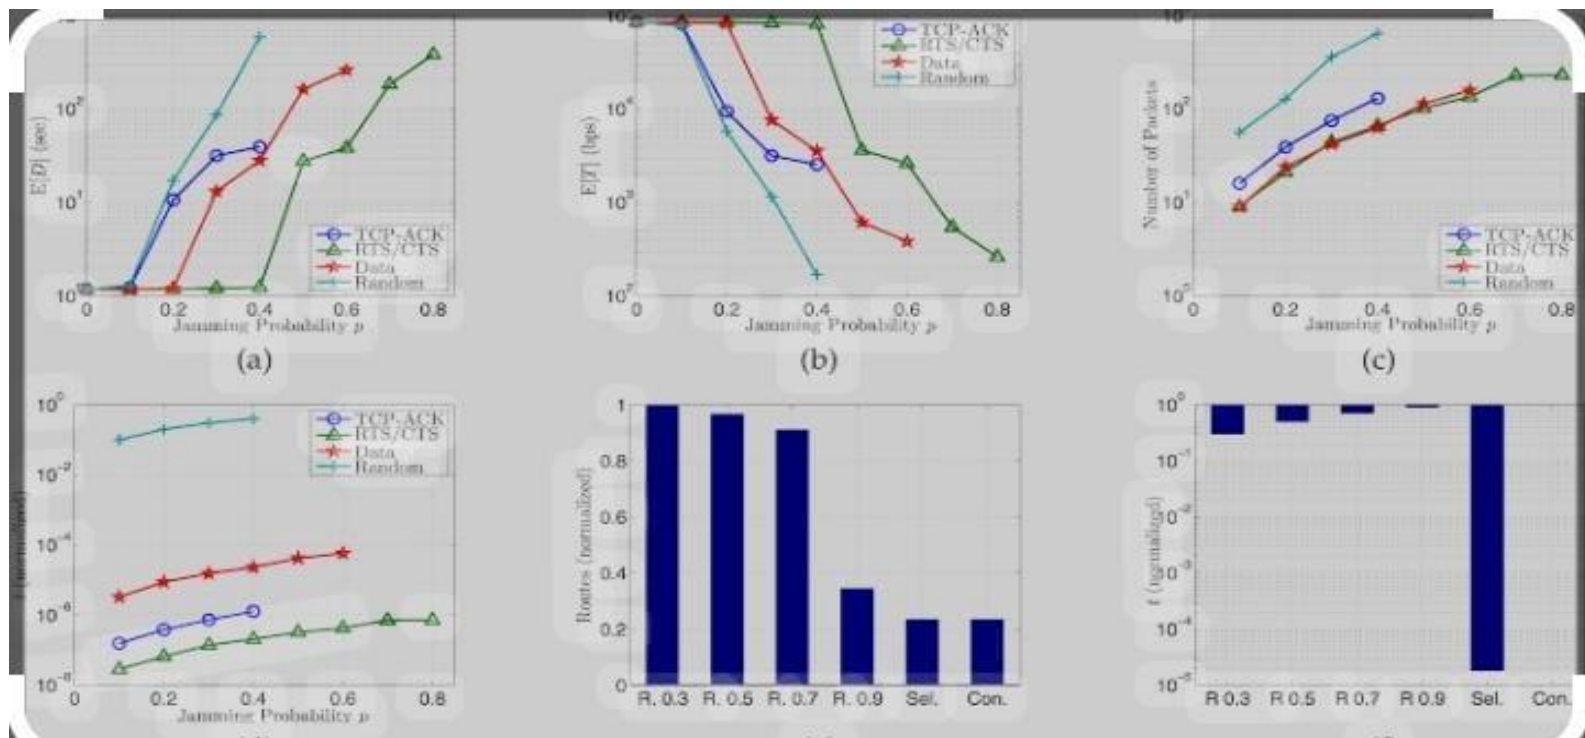 TCP-ACK
RTS/CTS
Data
Random
E[D] (sec)
10²
10¹
0 0.2 0.4 0.6 0.8
Jamming Probability p
(a)
TCP-ACK
RTS/CTS
Data
Random
E[T] (bps)
0 0.2 0.4 0.6 0.8
Jamming Probability p
(b)
Number of Packets
10¹
TCP-ACK
RTS/CTS
Data
Random
0 0.2 0.4 0.6 0.8
Jamming Probability p
(c)
10⁰
10⁻²
10⁻⁴
10⁻⁶
10⁻⁸
TCP-ACK
RTS/CTS
Data
Random
0 0.2 0.4 0.6 0.8
Jamming Probability p
Routes (normalized)
1
0.8
0.6
0.4
0.2
0
R. 0.3 R. 0.5 R. 0.7 R. 0.9 Sel. Con.
(normalized)
10⁰
10⁻¹
10⁻²
10⁻³
10⁻⁴
10⁻⁵
R 0.3 R 0.5 R 0.7 R 0.9 Sel. Con.